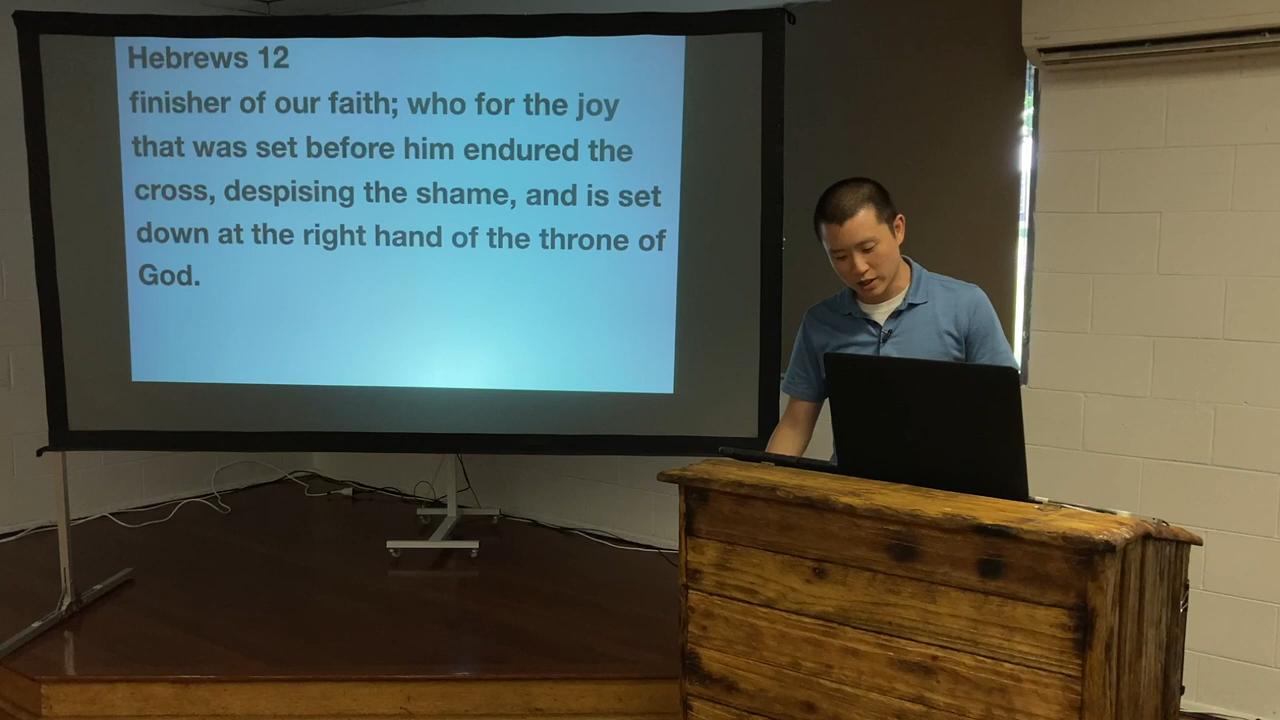 Hebrews 12
finisher of our faith; who for the joy
that was set before him endured the
cross, despising the shame, and is set
down at the right hand of the throne of
God.